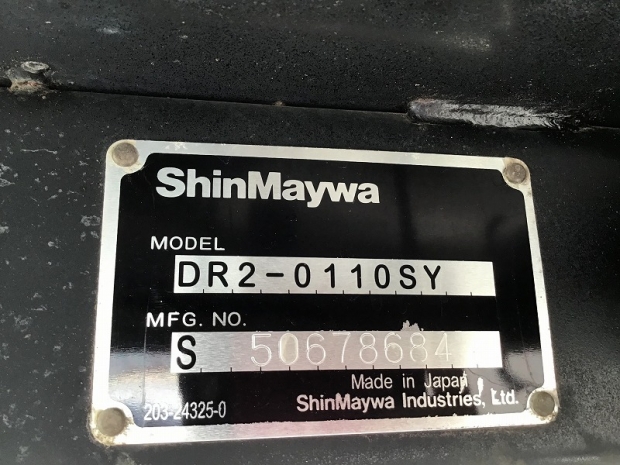 ShinMaywa
MODEL
DR2-0110SY
MFG. NO.
S 50678684
Made in Japan
203-24325-0 ShinMaywa Industries, Ltd.